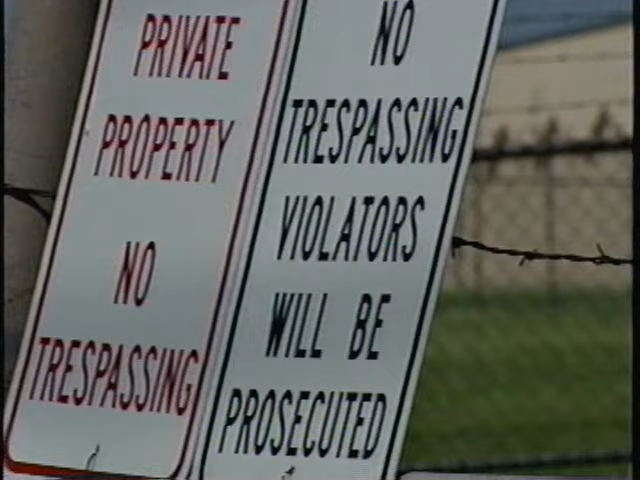 PRIVATE
PROPERTY
NO
TRESPASSING
NO
TRESPASSING
VIOLATORS
WILL BE
PROSECUTED